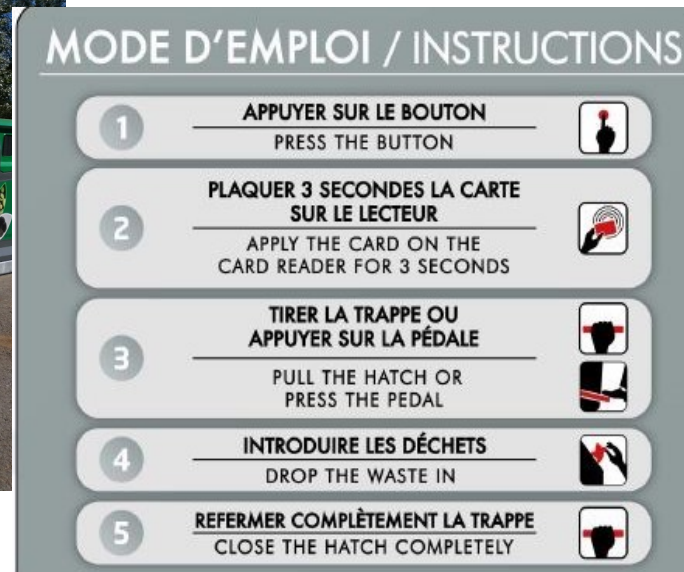 MODE D'EMPLOI / INSTRUCTIONS
1
APPUYER SUR LE BOUTON
PRESS THE BUTTON
2
PLAQUER 3 SECONDES LA CARTE
SUR LE LECTEUR
APPLY THE CARD ON THE
CARD READER FOR 3 SECONDS
3
TIRER LA TRAPPE OU
APPUYER SUR LA PÉDALE
PULL THE HATCH OR
PRESS THE PEDAL
4
INTRODUIRE LES DÉCHETS
DROP THE WASTE IN
5
REFERMER COMPLÈTEMENT LA TRAPPE
CLOSE THE HATCH COMPLETELY